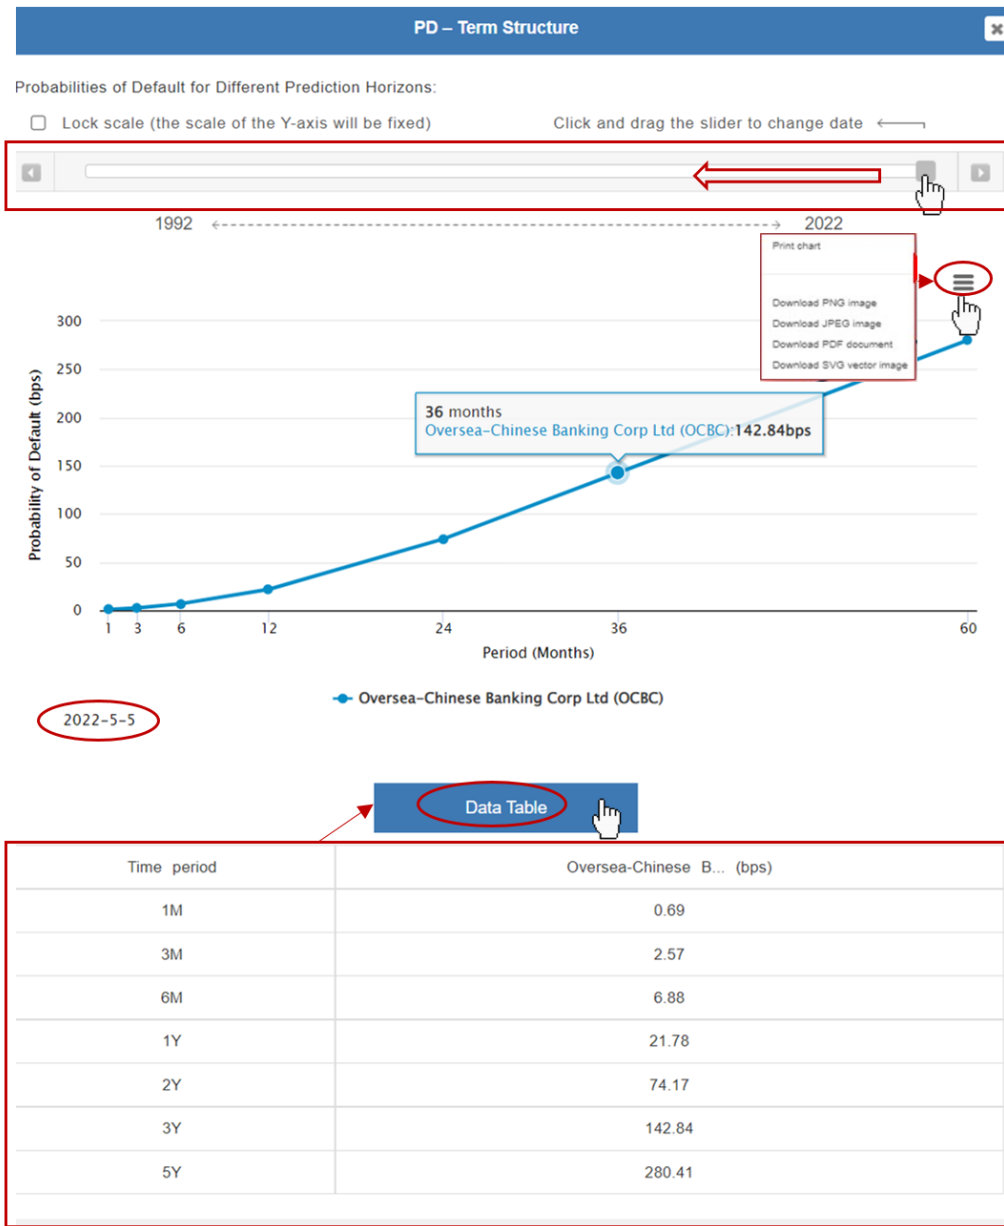 PD – Term Structure
Probabilities of Default for Different Prediction Horizons:
Lock scale (the scale of the Y-axis will be fixed)
Click and drag the slider to change date
1992
2022
Print chart
Download PNG image
Download JPEG image
Download PDF document
Download SVG vector image
Probability of Default (bps)
300
250
200
150
100
50
0
36 months
Oversea-Chinese Banking Corp Ltd (OCBC):142.84bps
1 3 6 12 24 36 60
Period (Months)
Oversea-Chinese Banking Corp Ltd (OCBC)
2022-5-5
Data Table
Time period Oversea-Chinese B... (bps)
1M 0.69
3M 2.57
6M 6.88
1Y 21.78
2Y 74.17
3Y 142.84
5Y 280.41